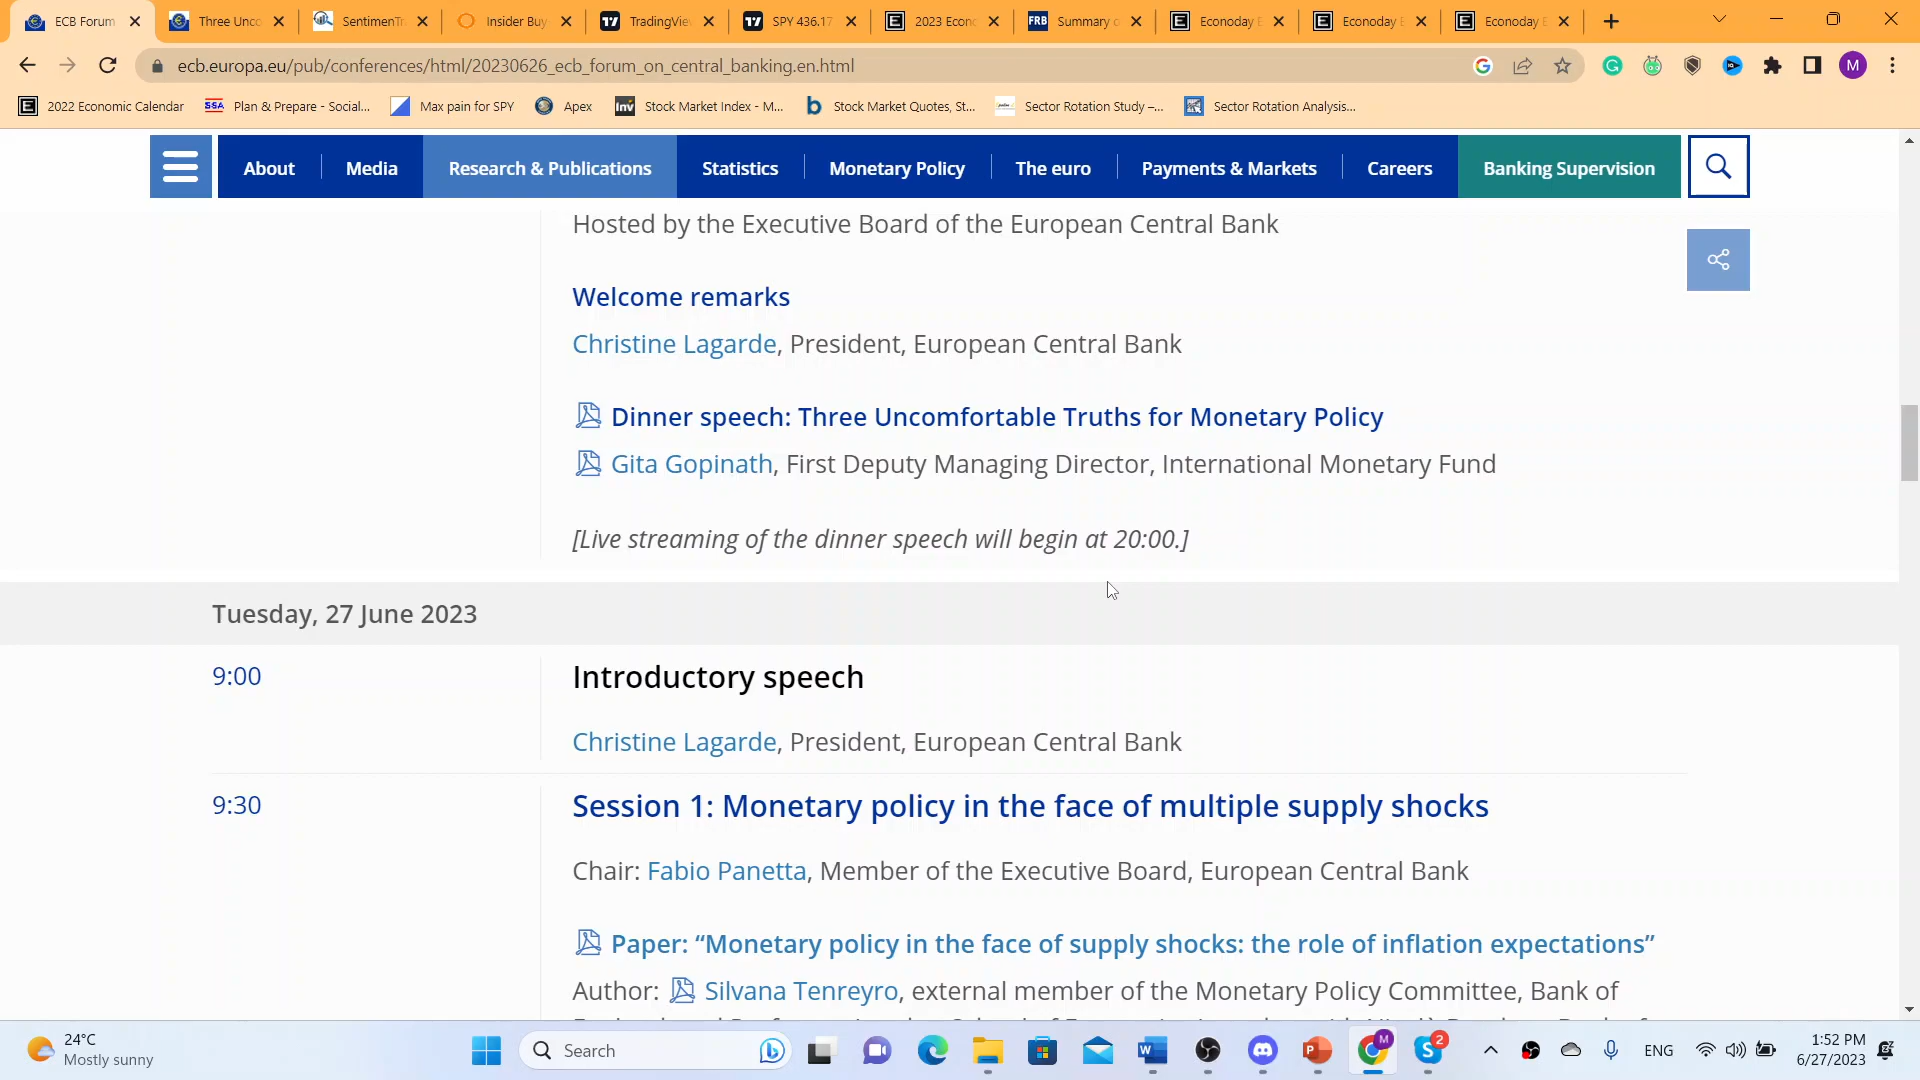 ECB Forum
Three Unco
SentimenTr
Insider Buy
TradingVie
SPY 436.17
2023 Econ
FRB
Summary o
Econoday E
Econoday E
Econoday E
ecb.europa.eu/pub/conferences/html/20230626_ecb_forum_on_central_banking.en.html
M
2022 Economic Calendar
SSA
Plan & Prepare - Social...
Max pain for SPY
Apex
Inv
Stock Market Index - M...
b
Stock Market Quotes, St...
Sector Rotation Study –...
Sector Rotation Analysis...
About
Media
Research & Publications
Statistics
Monetary Policy
The euro
Payments & Markets
Careers
Banking Supervision
Hosted by the Executive Board of the European Central Bank
Welcome remarks
Christine Lagarde, President, European Central Bank
Dinner speech: Three Uncomfortable Truths for Monetary Policy
Gita Gopinath, First Deputy Managing Director, International Monetary Fund
[Live streaming of the dinner speech will begin at 20:00.]
Tuesday, 27 June 2023
9:00
Introductory speech
Christine Lagarde, President, European Central Bank
9:30
Session 1: Monetary policy in the face of multiple supply shocks
Chair: Fabio Panetta, Member of the Executive Board, European Central Bank
Paper: “Monetary policy in the face of supply shocks: the role of inflation expectations”
Author: Silvana Tenreyro, external member of the Monetary Policy Committee, Bank of
24°C
Mostly sunny
Search
2
ENG
1:52 PM
6/27/2023